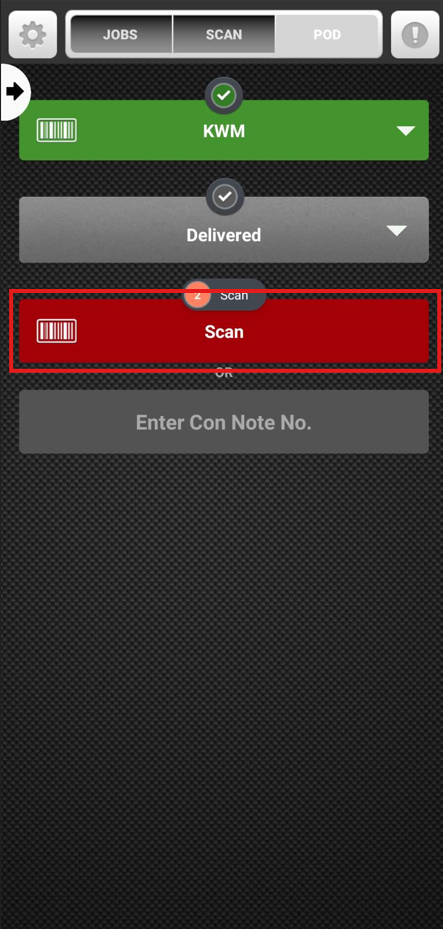 JOBS
SCAN
POD
KWM
Delivered
2 Scan
Scan
OR
Enter Con Note No.